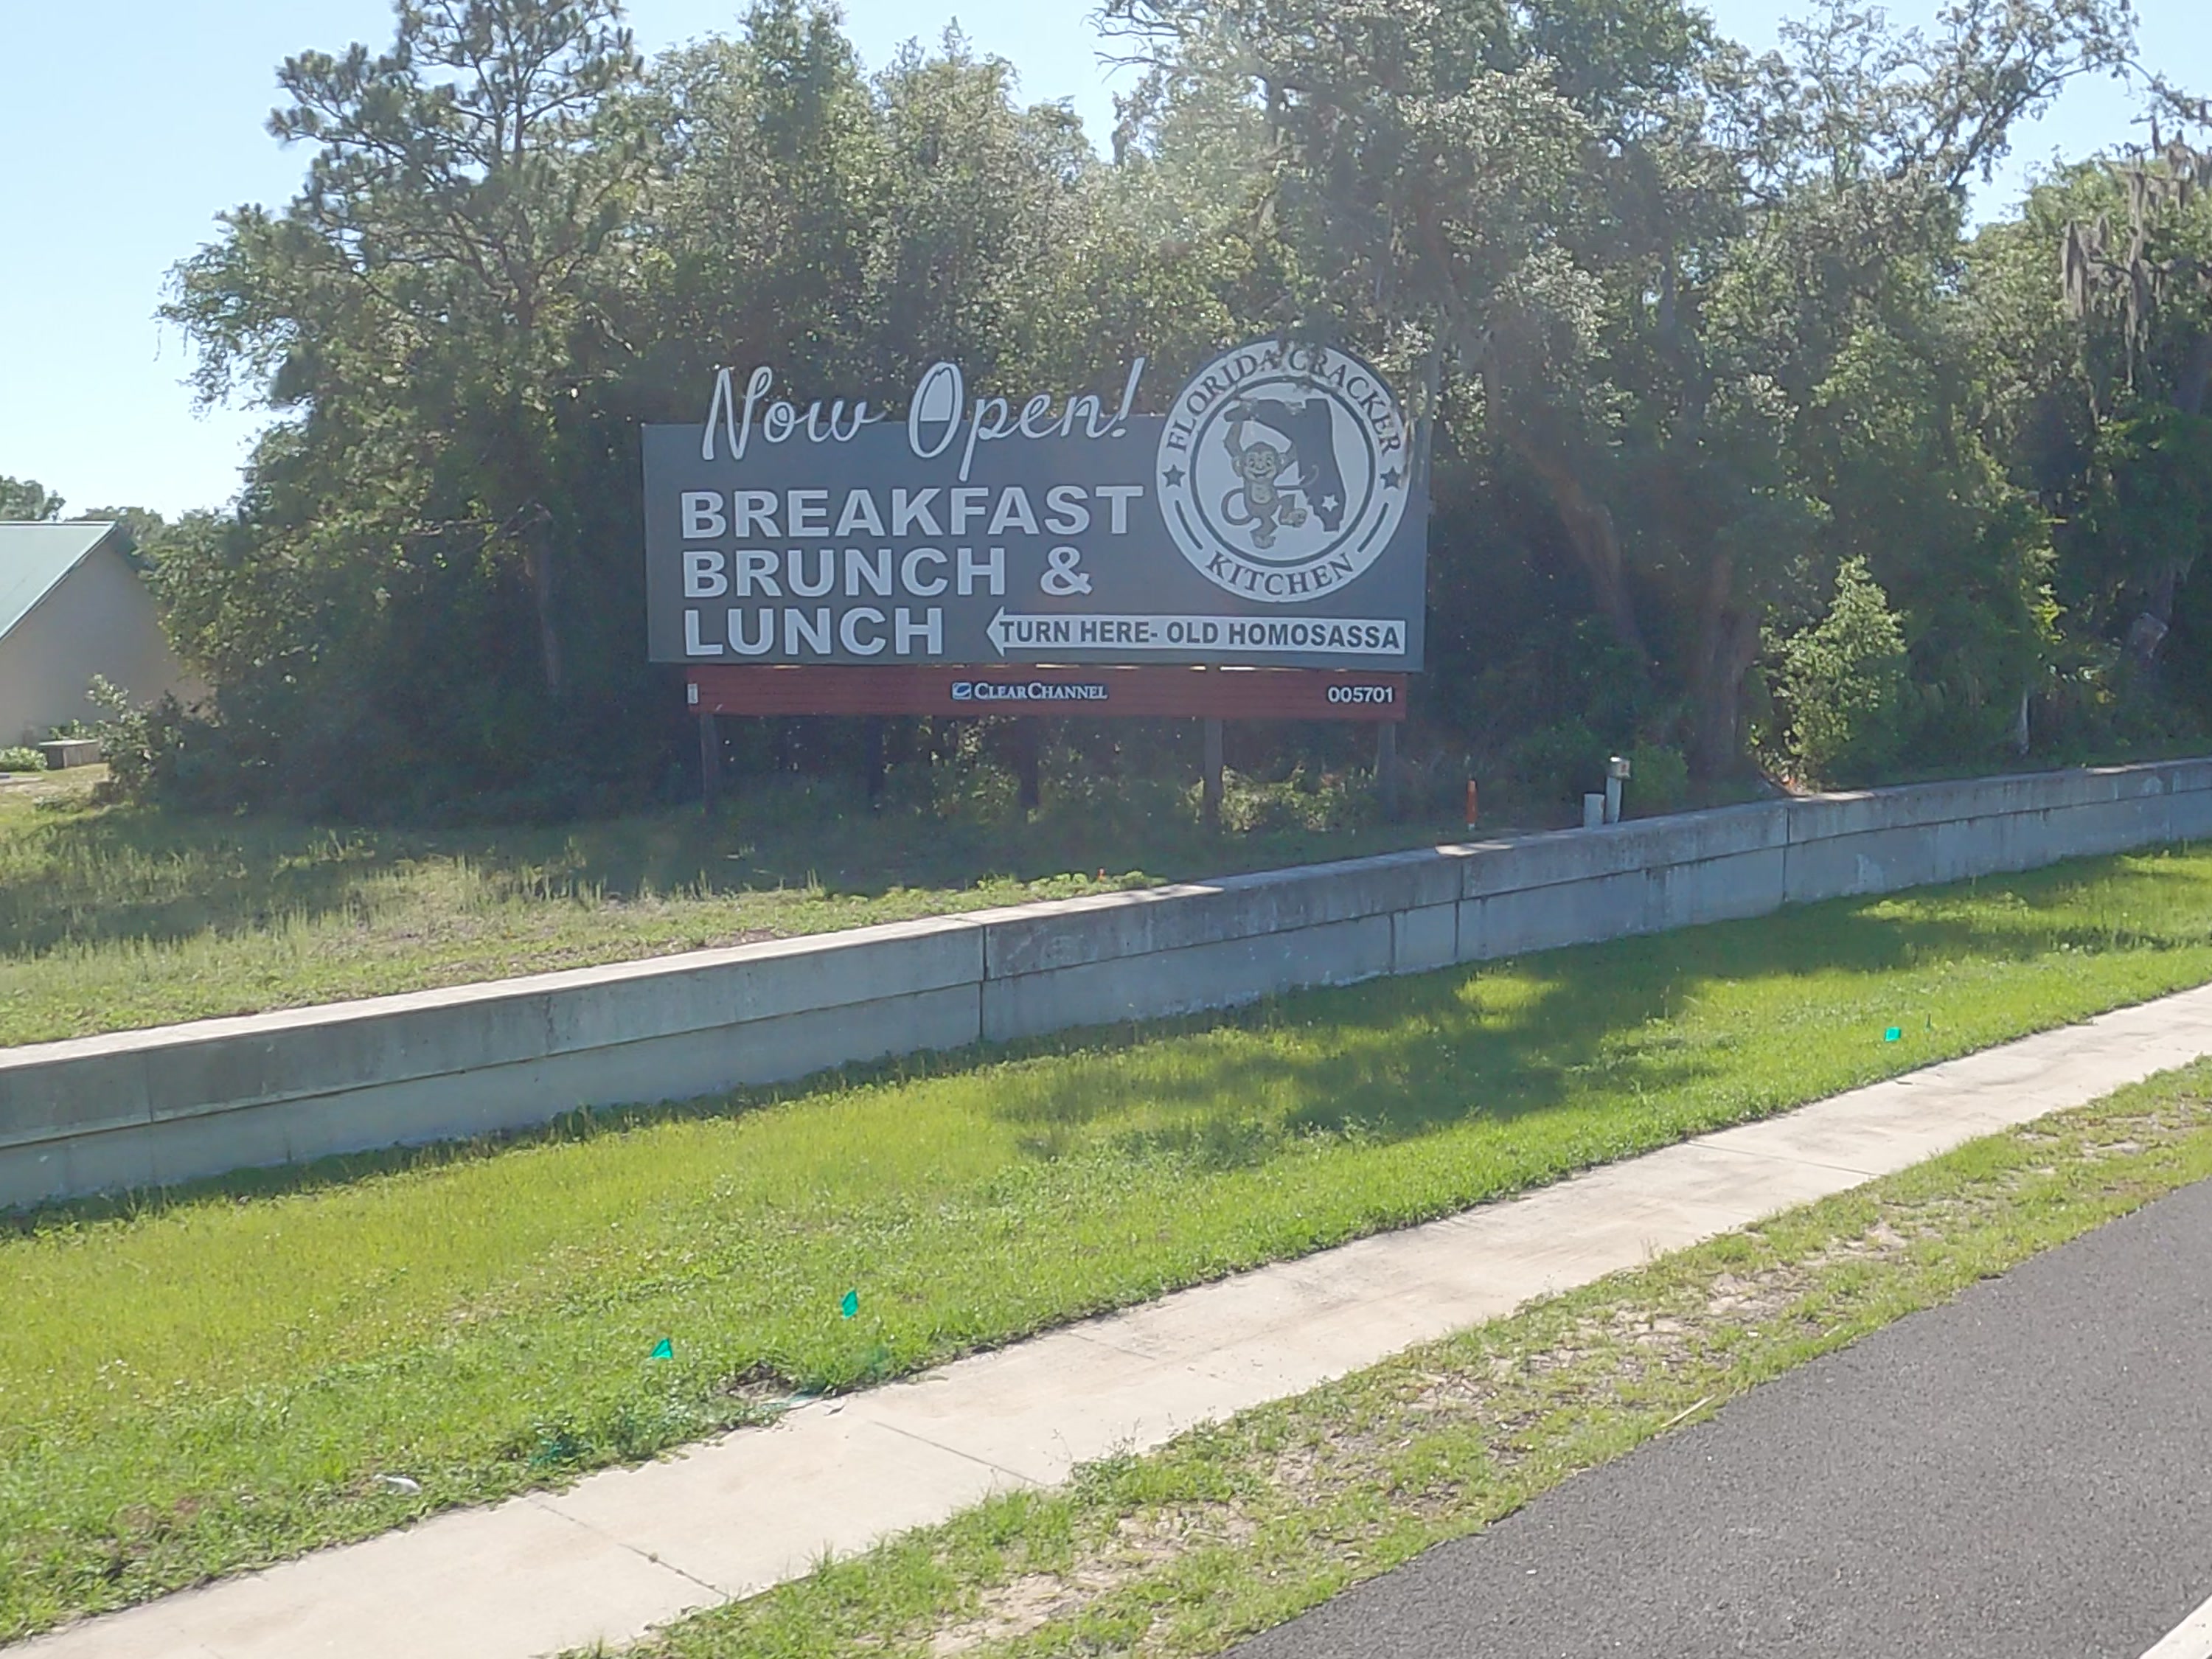 Now Open!
BREAKFAST
BRUNCH &
LUNCH
FLORIDA CRACKER
KITCHEN
TURN HERE- OLD HOMOSASSA
CLEARCHANNEL
005701